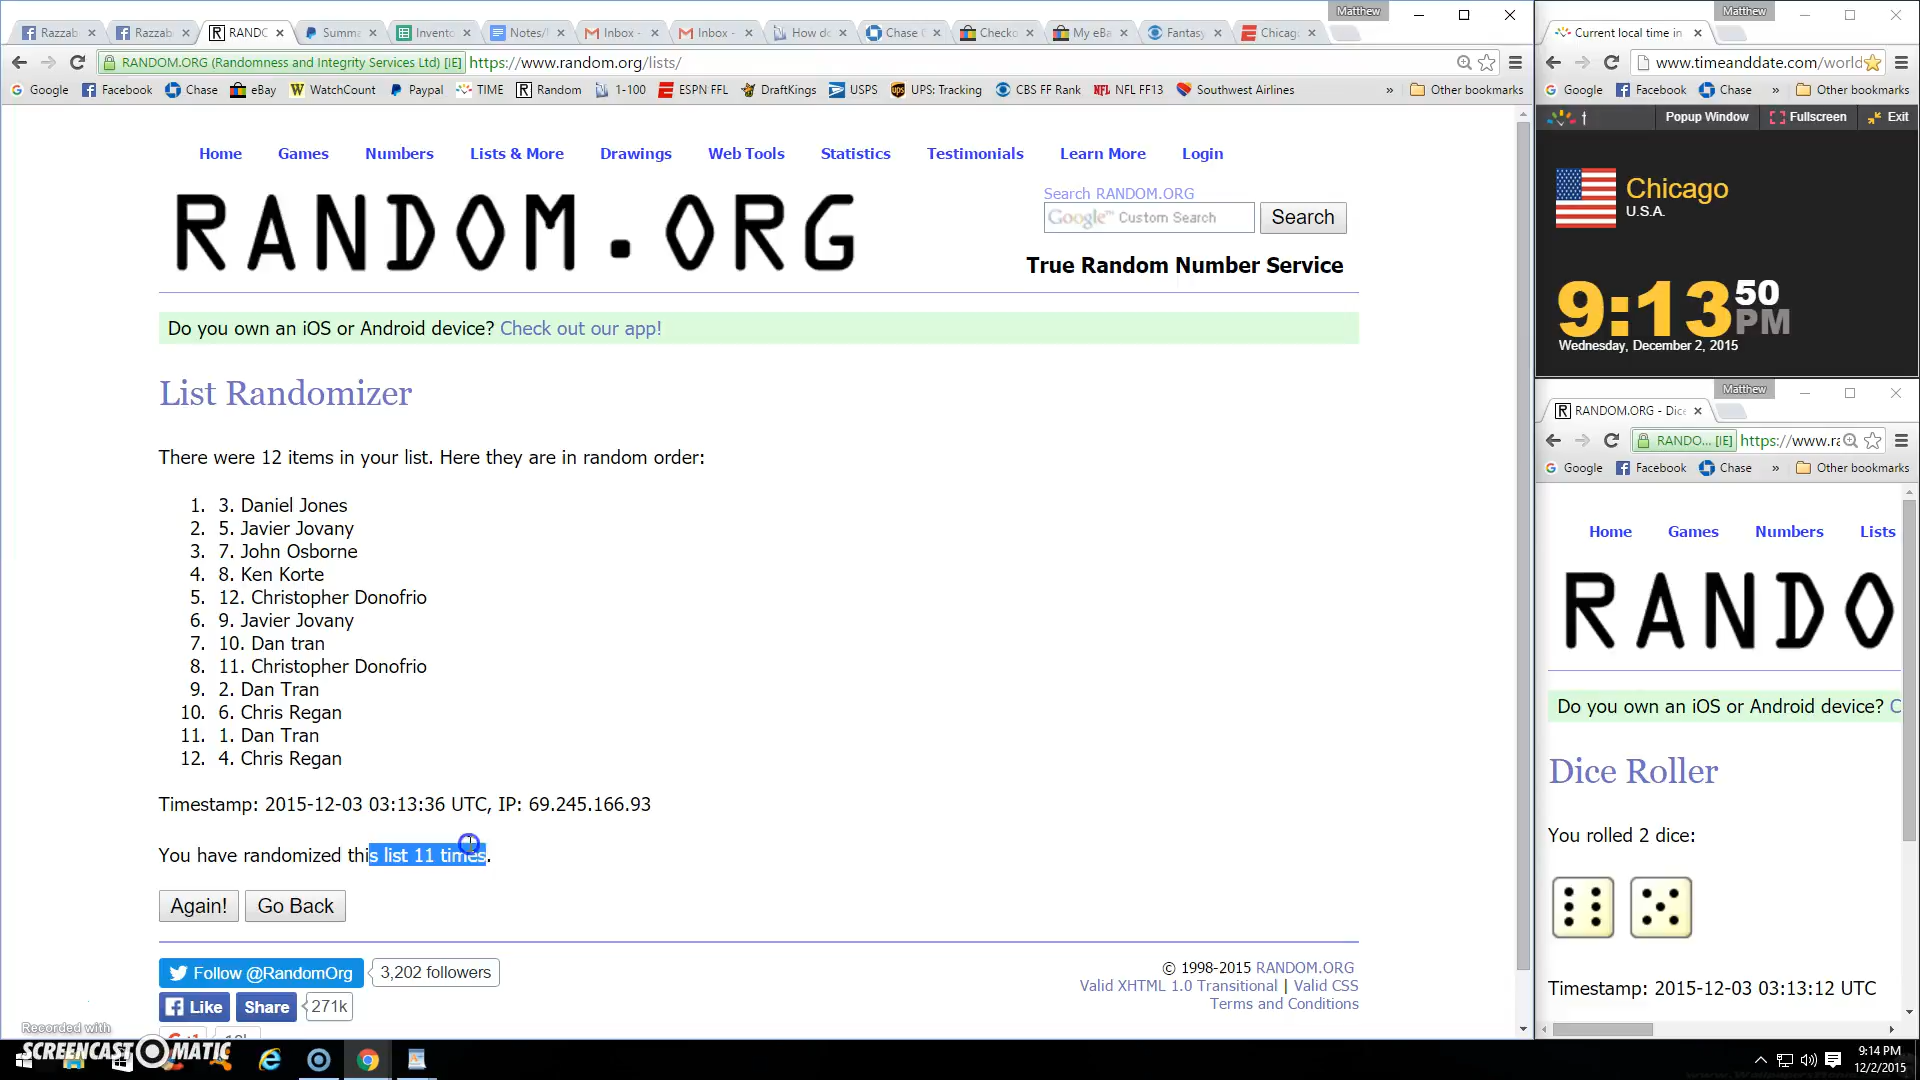 Matthew
Razzab
Razzab
RANDO
Summa
Invento
Notes/
Inbox -
Inbox -
How do
Chase
Checko
My eBa
Fantasy
Chicago
RANDOM.ORG (Randomness and Integrity Services Ltd) [IE]
https://www.random.org/lists/
Google
Facebook
Chase
eBay
WatchCount
Paypal
TIME
Random
1-100
ESPN FFL
DraftKings
USPS
UPS: Tracking
CBS FF Rank
NFL FF13
Southwest Airlines
»
Other bookmarks
Home
Games
Numbers
Lists & More
Drawings
Web Tools
Statistics
Testimonials
Learn More
Login
RANDOM.ORG
Search RANDOM.ORG
Google™ Custom Search
Search
True Random Number Service
Do you own an iOS or Android device? Check out our app!
List Randomizer
There were 12 items in your list. Here they are in random order:
1. 3. Daniel Jones
2. 5. Javier Jovany
3. 7. John Osborne
4. 8. Ken Korte
5. 12. Christopher Donofrio
6. 9. Javier Jovany
7. 10. Dan tran
8. 11. Christopher Donofrio
9. 2. Dan Tran
10. 6. Chris Regan
11. 1. Dan Tran
12. 4. Chris Regan
Timestamp: 2015-12-03 03:13:36 UTC, IP: 69.245.166.93
You have randomized this list 11 times.
Again!
Go Back
Follow @RandomOrg
3,202 followers
Like
Share
271k
© 1998-2015 RANDOM.ORG
Valid XHTML 1.0 Transitional | Valid CSS
Terms and Conditions
Recorded with
SCREENCAST MATIC
Matthew
Current local time in
www.timeanddate.com/world
Google
Facebook
Chase
»
Other bookmarks
t
Popup Window
Fullscreen
Exit
Chicago
U.S.A.
9:13 50
PM
Wednesday, December 2, 2015
Matthew
RANDOM.ORG - Dice
RANDO... [IE]
https://www.ra
Google
Facebook
Chase
»
Other bookmarks
Home
Games
Numbers
Lists
RANDO
Do you own an iOS or Android device? C
Dice Roller
You rolled 2 dice:
Timestamp: 2015-12-03 03:13:12 UTC
9:14 PM
12/2/2015